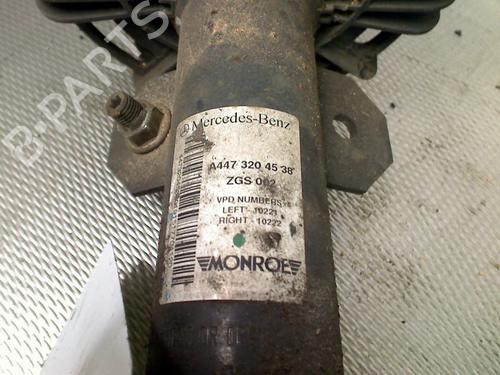 B-PARTS
Mercedes-Benz
A447 320 45 38
ZGS 002
VPD NUMBERS
LEFT - 10221
RIGHT - 10222
MONROE